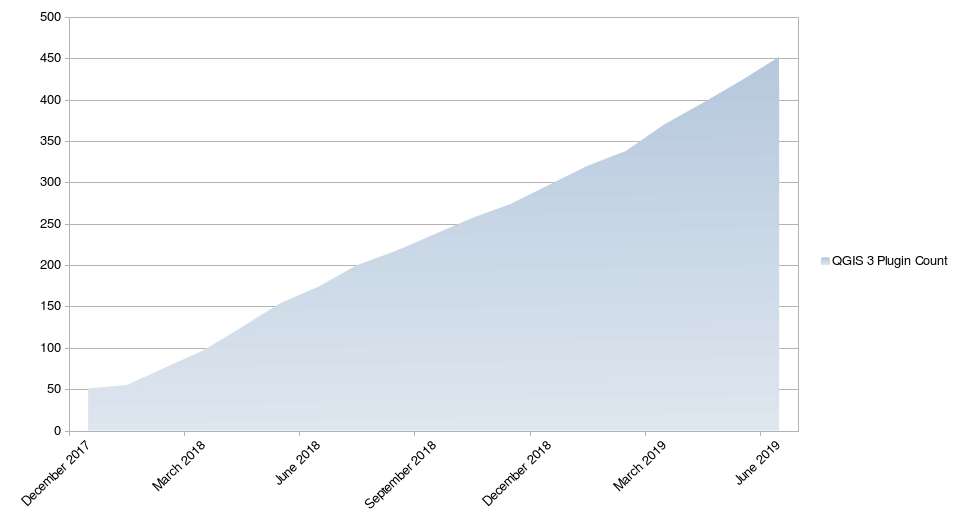 500
450
400
350
300
250
200
150
100
50
0
December 2017
March 2018
June 2018
September 2018
December 2018
March 2019
June 2019
QGIS 3 Plugin Count